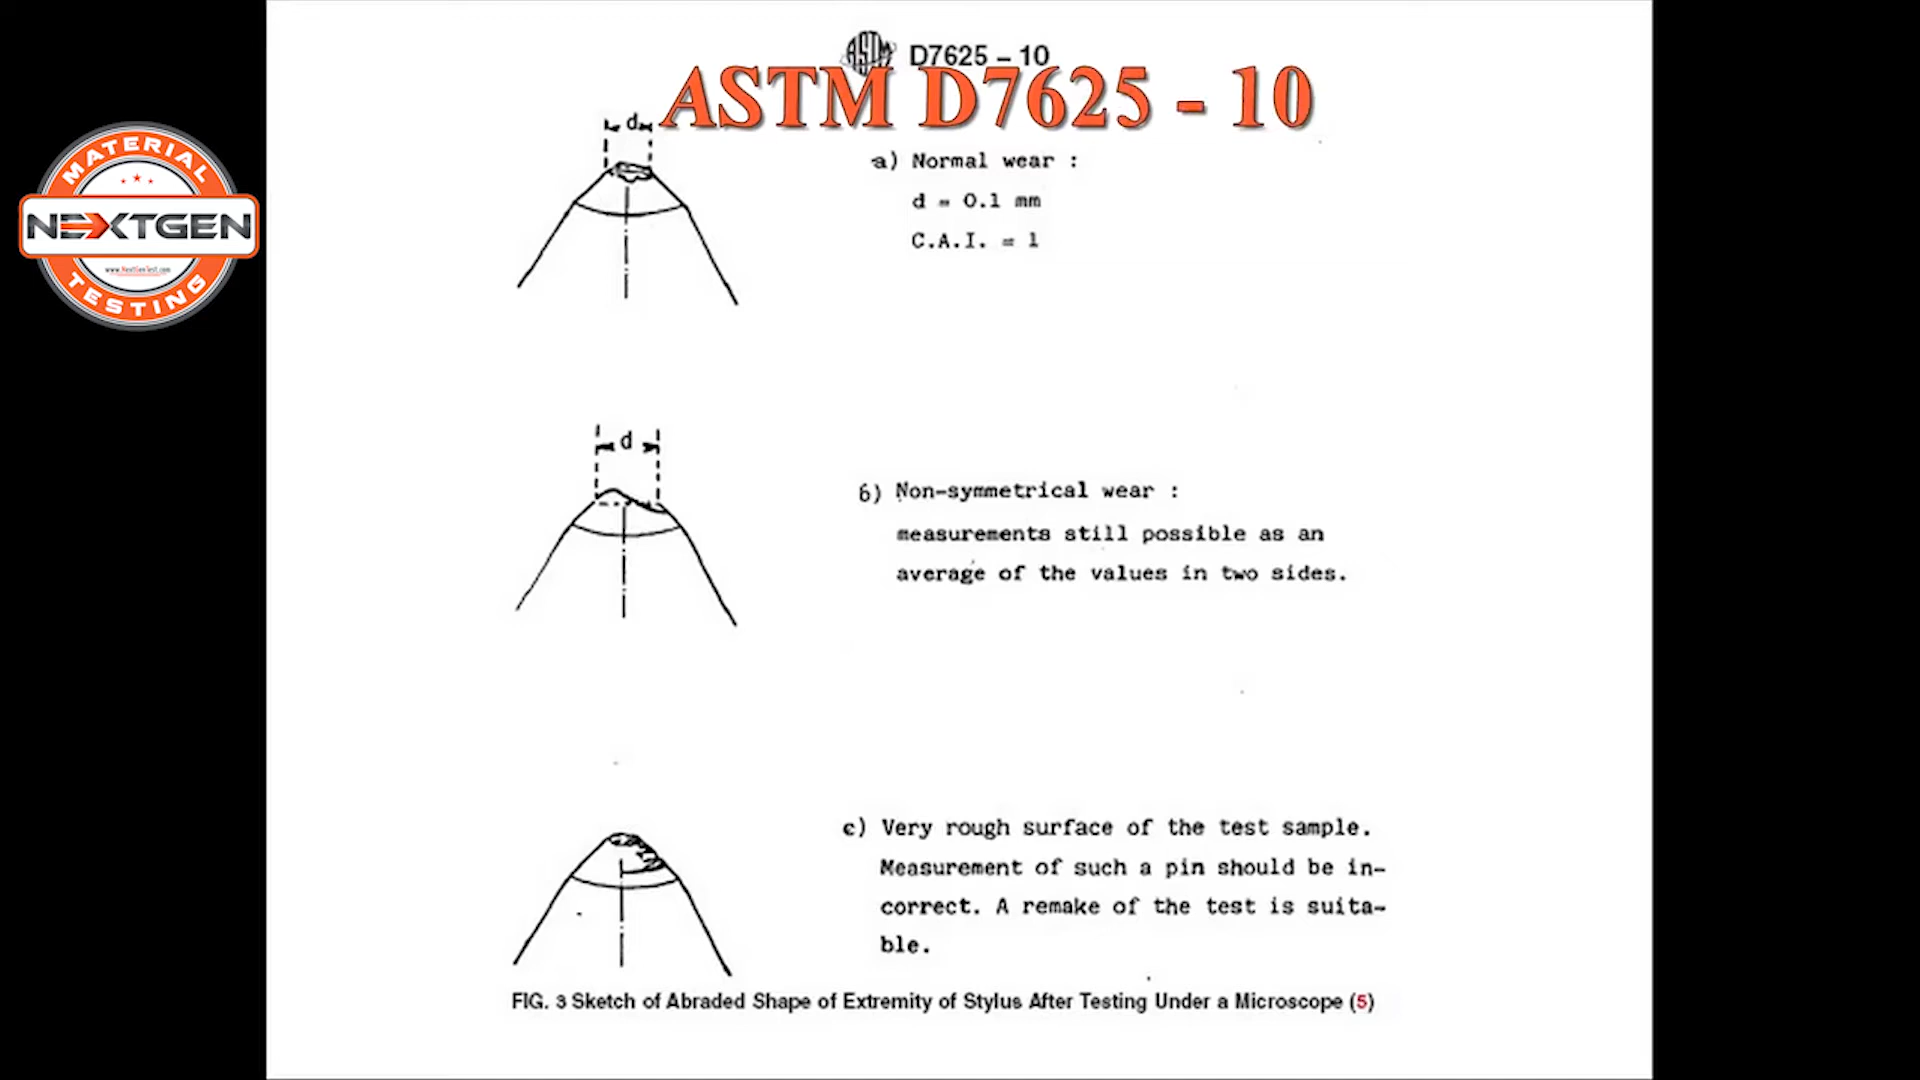 D7625 – 10
ASTM D7625 - 10
MATERIAL
NEXTGEN
www.NextGenTest.com
TESTING
d
a) Normal wear :
d = 0.1 mm
C.A.I. = 1
d
б) Non-symmetrical wear :
measurements still possible as an
average of the values in two sides.
c) Very rough surface of the test sample.
Measurement of such a pin should be in-
correct. A remake of the test is suita-
ble.
FIG. 3 Sketch of Abraded Shape of Extremity of Stylus After Testing Under a Microscope (5)